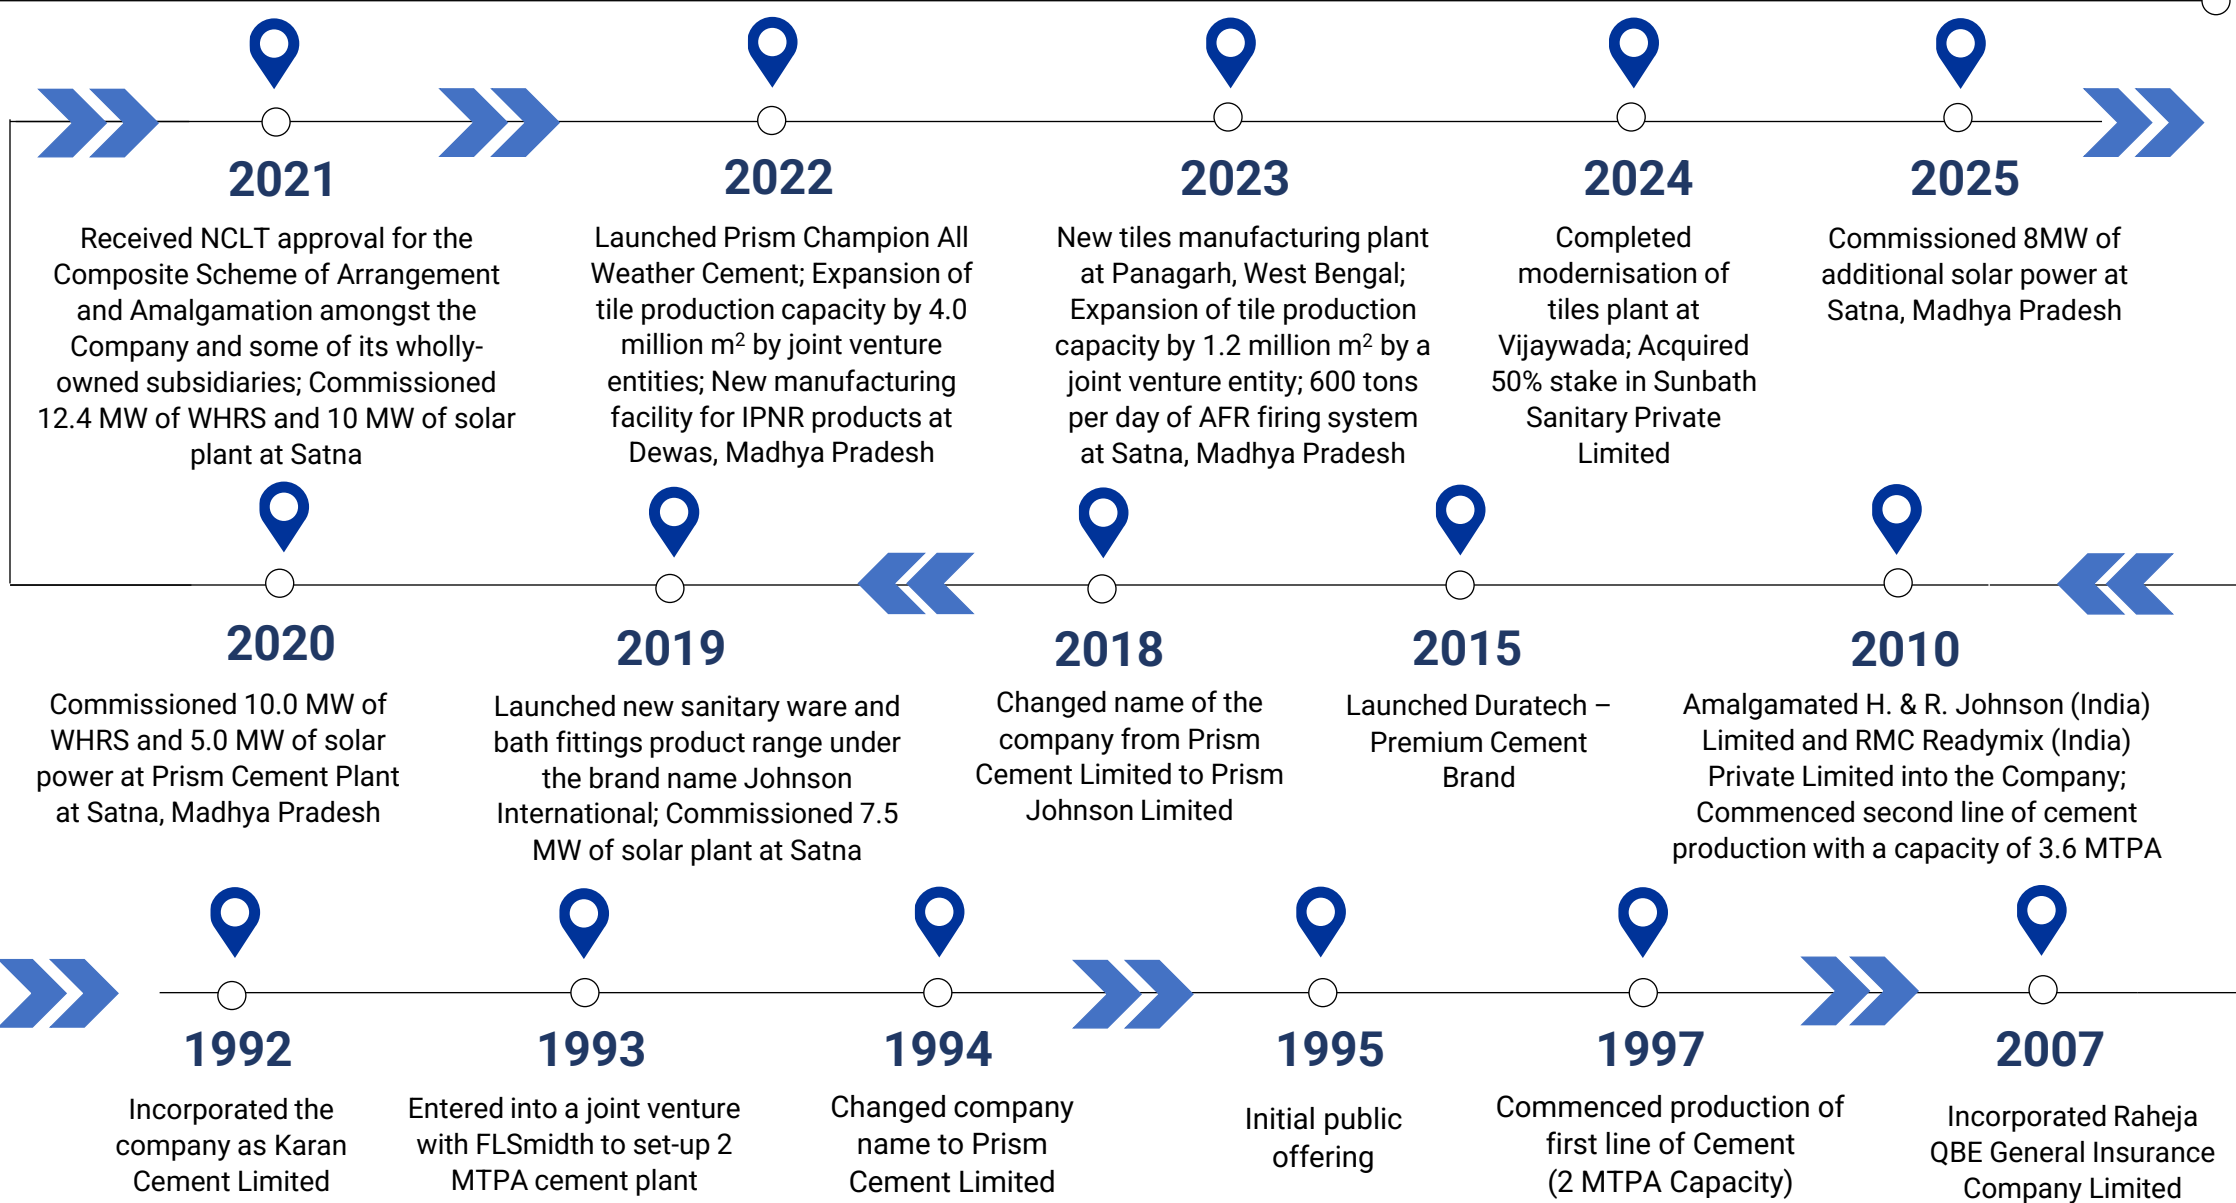 2021
Received NCLT approval for the
Composite Scheme of Arrangement
and Amalgamation amongst the
Company and some of its wholly-
owned subsidiaries; Commissioned
12.4 MW of WHRS and 10 MW of solar
plant at Satna
2022
Launched Prism Champion All
Weather Cement; Expansion of
tile production capacity by 4.0
million m² by joint venture
entities; New manufacturing
facility for IPNR products at
Dewas, Madhya Pradesh
2023
New tiles manufacturing plant
at Panagarh, West Bengal;
Expansion of tile production
capacity by 1.2 million m² by a
joint venture entity; 600 tons
per day of AFR firing system
at Satna, Madhya Pradesh
2024
Completed
modernisation of
tiles plant at
Vijaywada; Acquired
50% stake in Sunbath
Sanitary Private
Limited
2025
Commissioned 8MW of
additional solar power at
Satna, Madhya Pradesh
2020
Commissioned 10.0 MW of
WHRS and 5.0 MW of solar
power at Prism Cement Plant
at Satna, Madhya Pradesh
2019
Launched new sanitary ware and
bath fittings product range under
the brand name Johnson
International; Commissioned 7.5
MW of solar plant at Satna
2018
Changed name of the
company from Prism
Cement Limited to Prism
Johnson Limited
2015
Launched Duratech –
Premium Cement
Brand
2010
Amalgamated H. & R. Johnson (India)
Limited and RMC Readymix (India)
Private Limited into the Company;
Commenced second line of cement
production with a capacity of 3.6 MTPA
1992
Incorporated the
company as Karan
Cement Limited
1993
Entered into a joint venture
with FLSmidth to set-up 2
MTPA cement plant
1994
Changed company
name to Prism
Cement Limited
1995
Initial public
offering
1997
Commenced production of
first line of Cement
(2 MTPA Capacity)
2007
Incorporated Raheja
QBE General Insurance
Company Limited